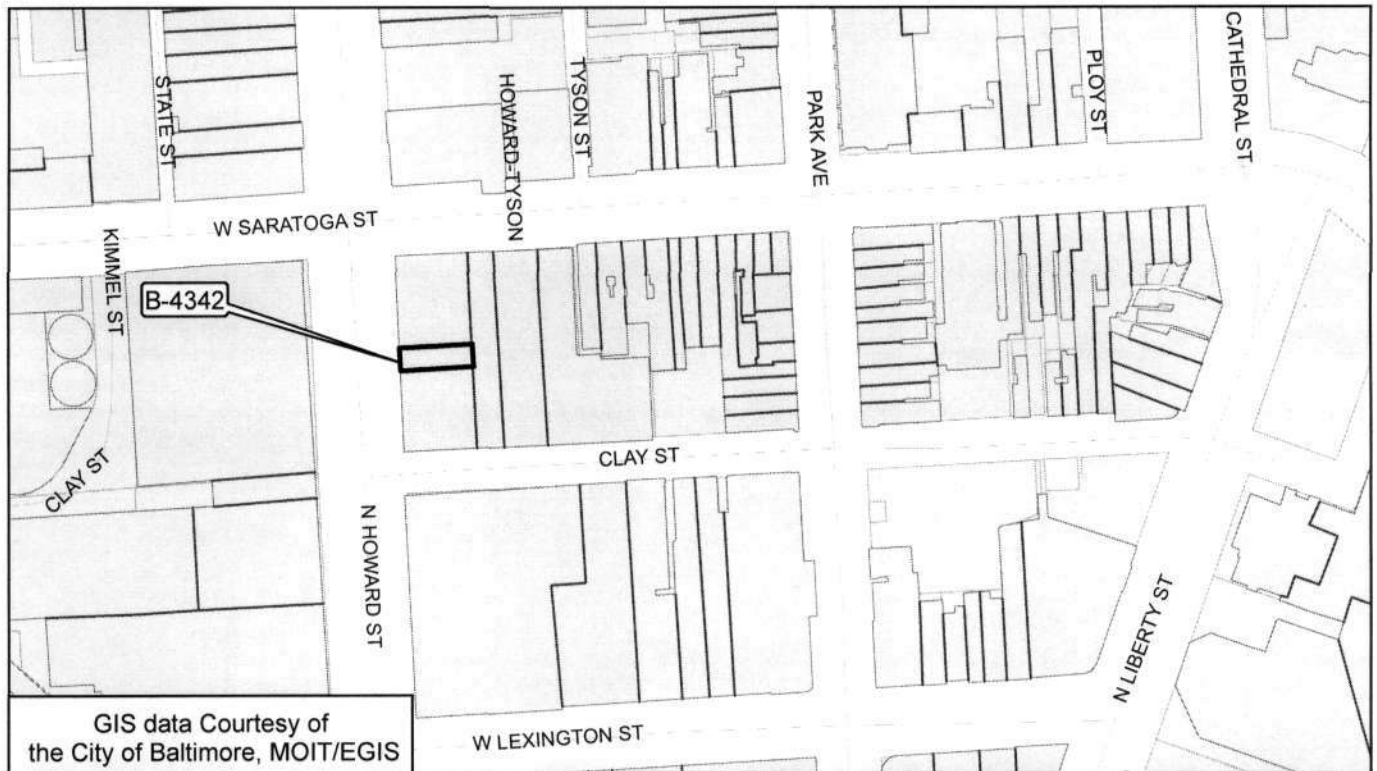 STATE ST
HOWARD-TYSON
TYSON ST
PARK AVE
PLOY ST
CATHEDRAL ST
W SARATOGA ST
KIMMEL ST
B-4342
CLAY ST
CLAY ST
N HOWARD ST
N LIBERTY ST
W LEXINGTON ST
GIS data Courtesy of
the City of Baltimore, MOIT/EGIS